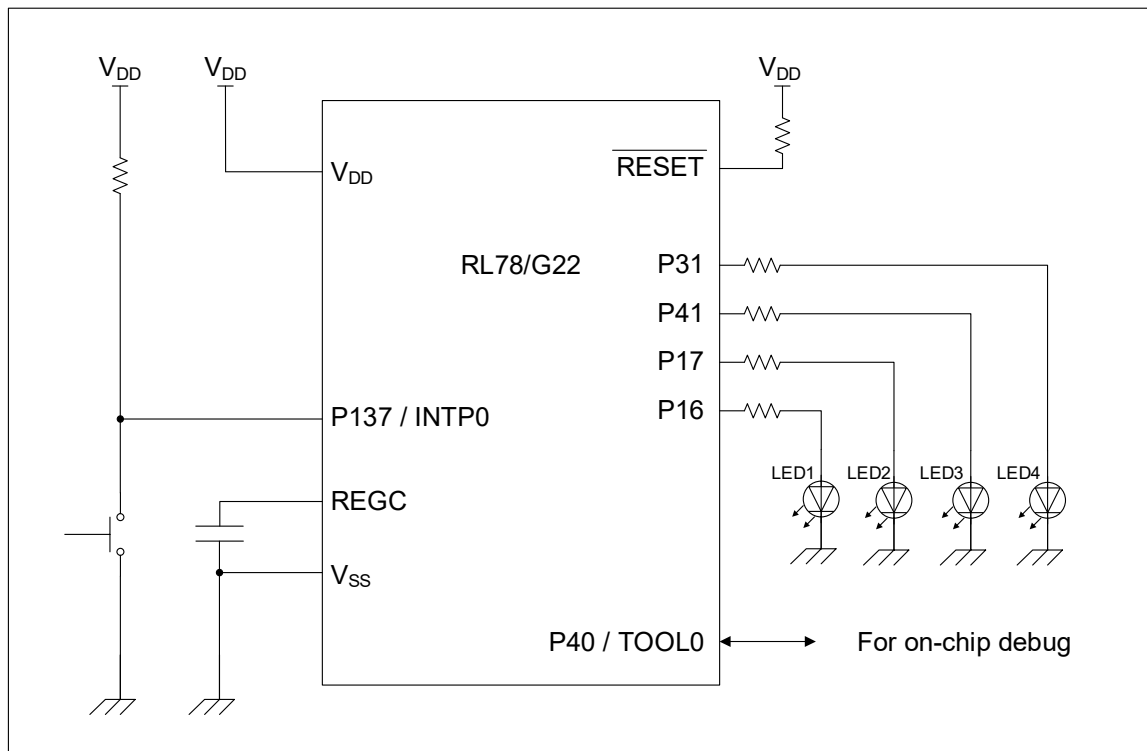 VDD
VDD
VDD
VDD
RESET
RL78/G22
P31
P41
P17
P16
P137 / INTP0
LED1
LED2
LED3
LED4
REGC
VSS
P40 / TOOL0
For on-chip debug